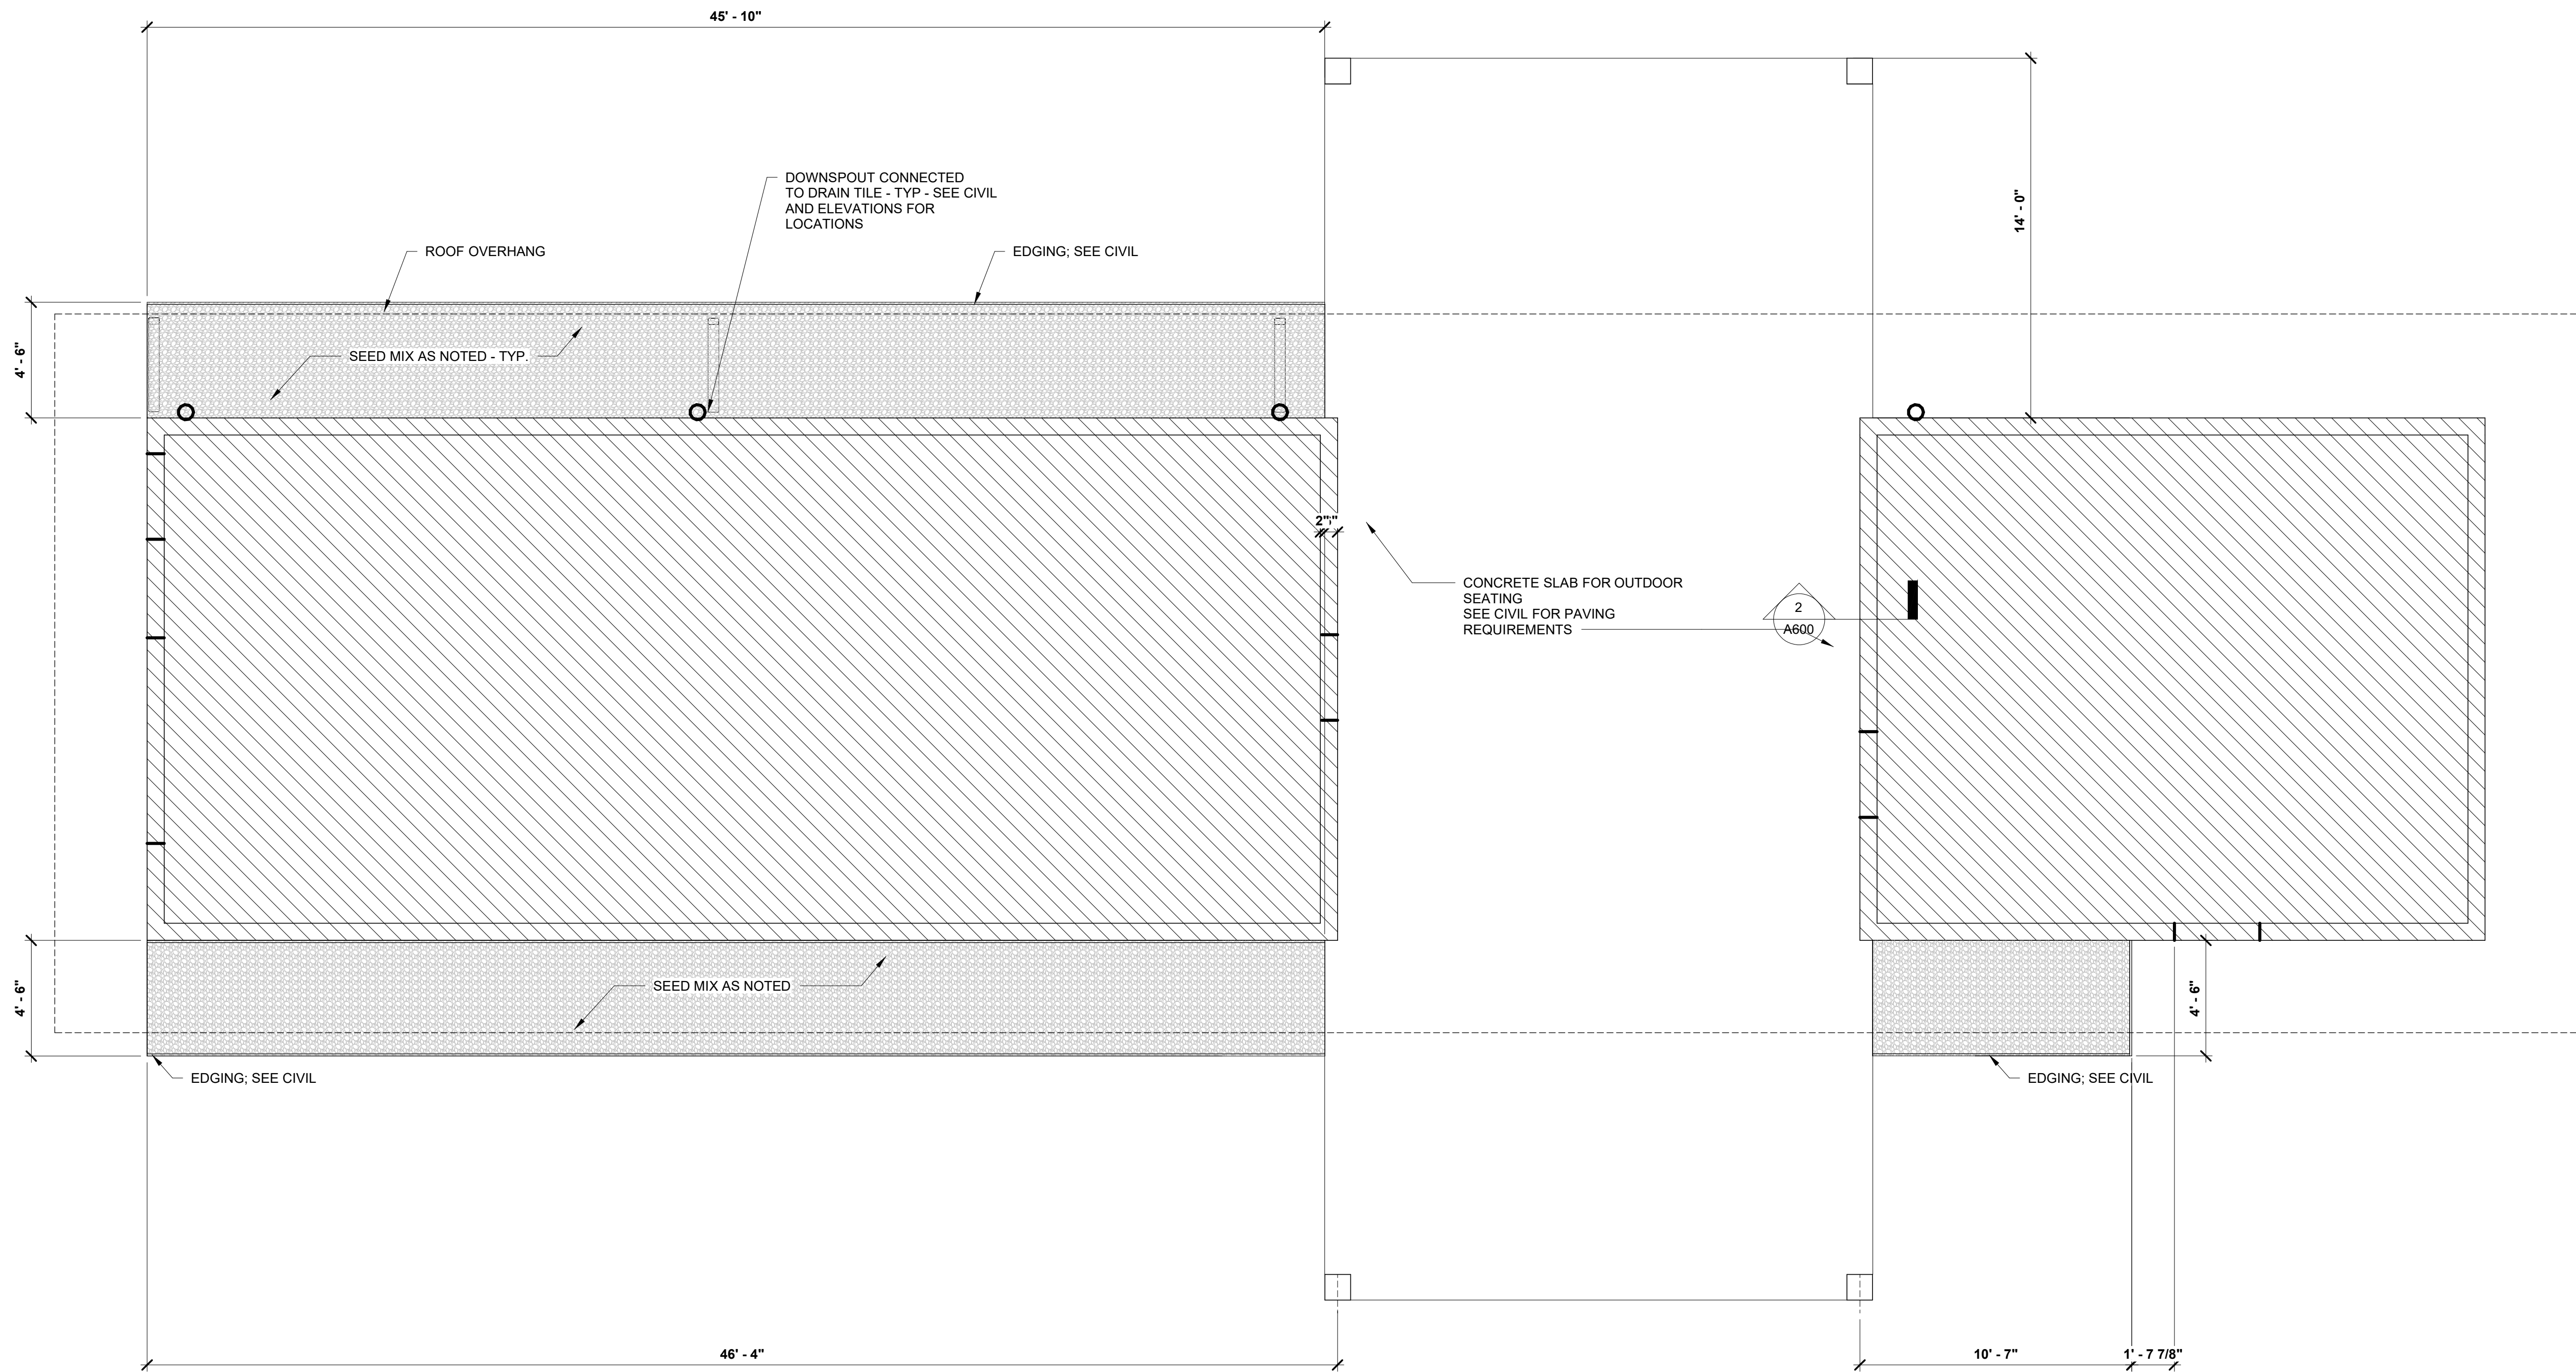 45' - 10"
DOWNSPOUT CONNECTED
TO DRAIN TILE - TYP - SEE CIVIL
AND ELEVATIONS FOR
LOCATIONS
14' - 0"
ROOF OVERHANG
EDGING; SEE CIVIL
4' - 6"
SEED MIX AS NOTED - TYP.
2"
CONCRETE SLAB FOR OUTDOOR
SEATING
SEE CIVIL FOR PAVING
REQUIREMENTS
2
A600
4' - 6"
SEED MIX AS NOTED
4' - 6"
EDGING; SEE CIVIL
EDGING; SEE CIVIL
46' - 4"
10' - 7"
1' - 7 7/8"